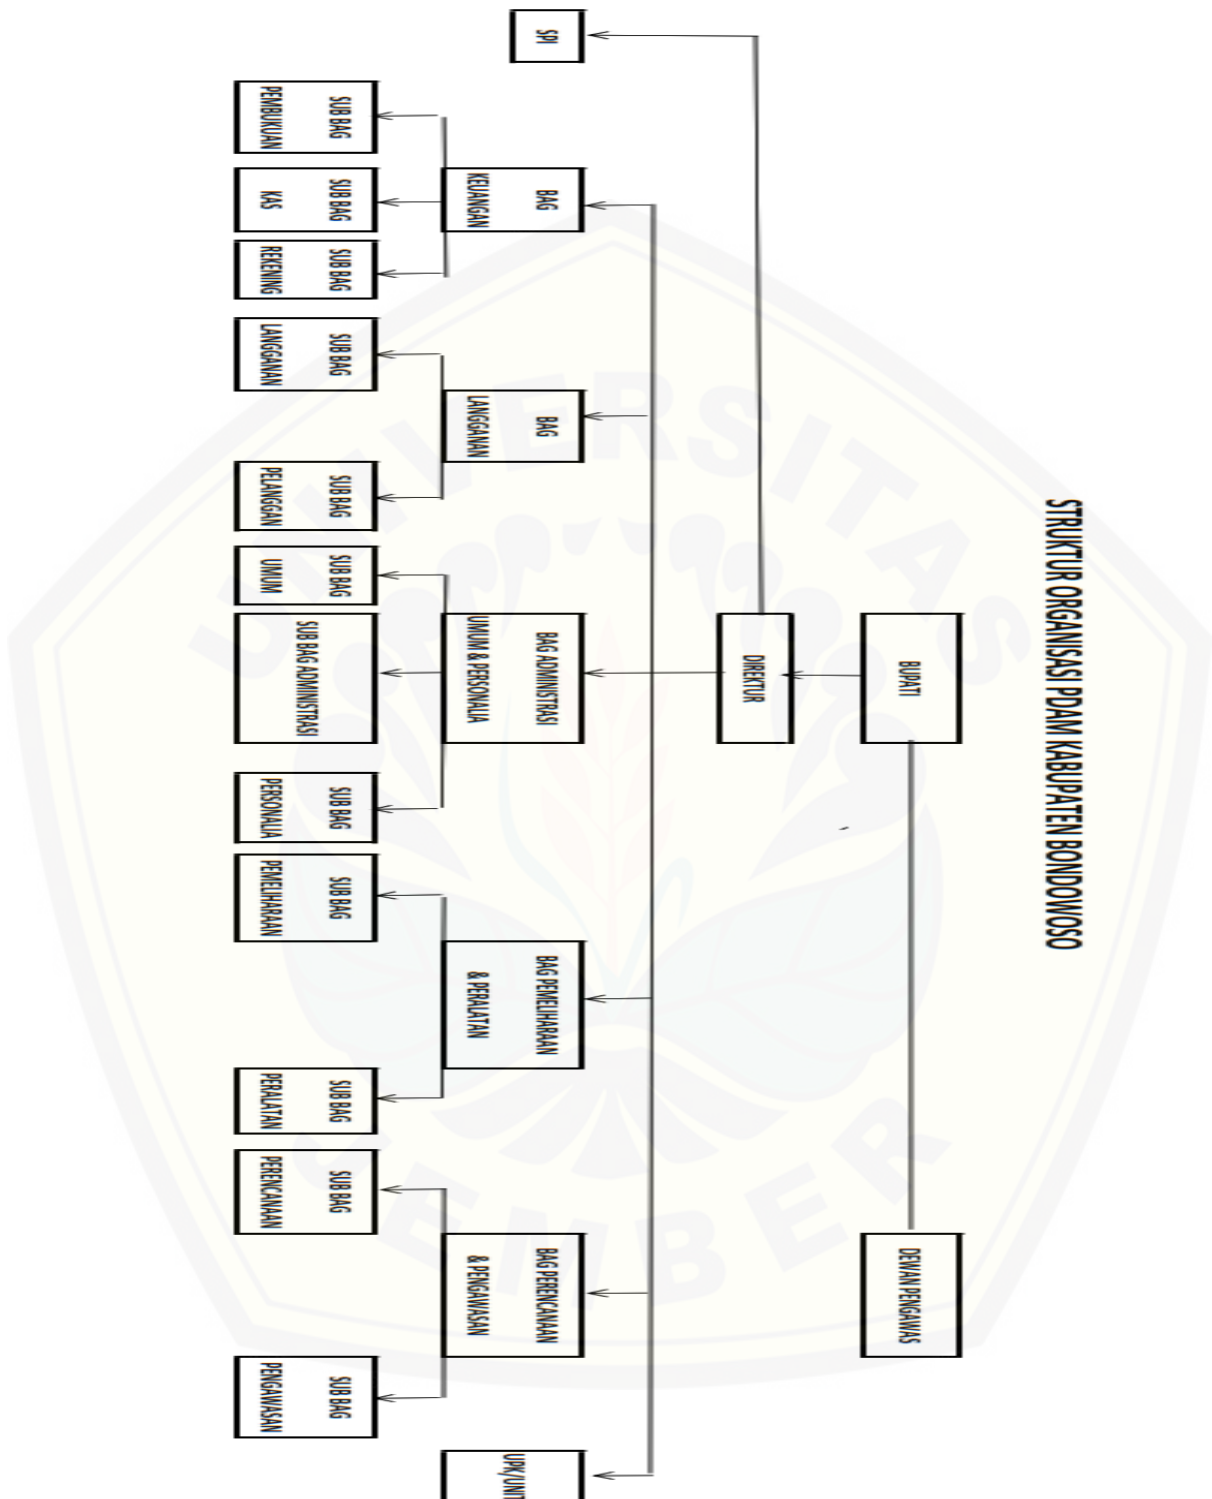 STRUKTUR ORGANISASI PDAM KABUPATEN BONDOWOSO
BUPATI
DEWAN PENGAWAS
DIREKTUR
SPI
BAG
KEUANGAN
BAG
LANGGANAN
BAG ADMINISTRASI
UMUM & PERSONALIA
BAG PEMELIHARAAN
& PERALATAN
BAG PERENCANAAN
& PENGAWASAN
UPK/UNIT
SUB BAG
PEMBUKUAN
SUB BAG
KAS
SUB BAG
REKENING
SUB BAG
LANGGANAN
SUB BAG
PELANGGAN
SUB BAG
UMUM
SUB BAG ADMINISTRASI
SUB BAG
PERSONALIA
SUB BAG
PEMELIHARAAN
SUB BAG
PERALATAN
SUB BAG
PERENCANAAN
SUB BAG
PENGAWASAN
UNIVERSITAS
JEMBER